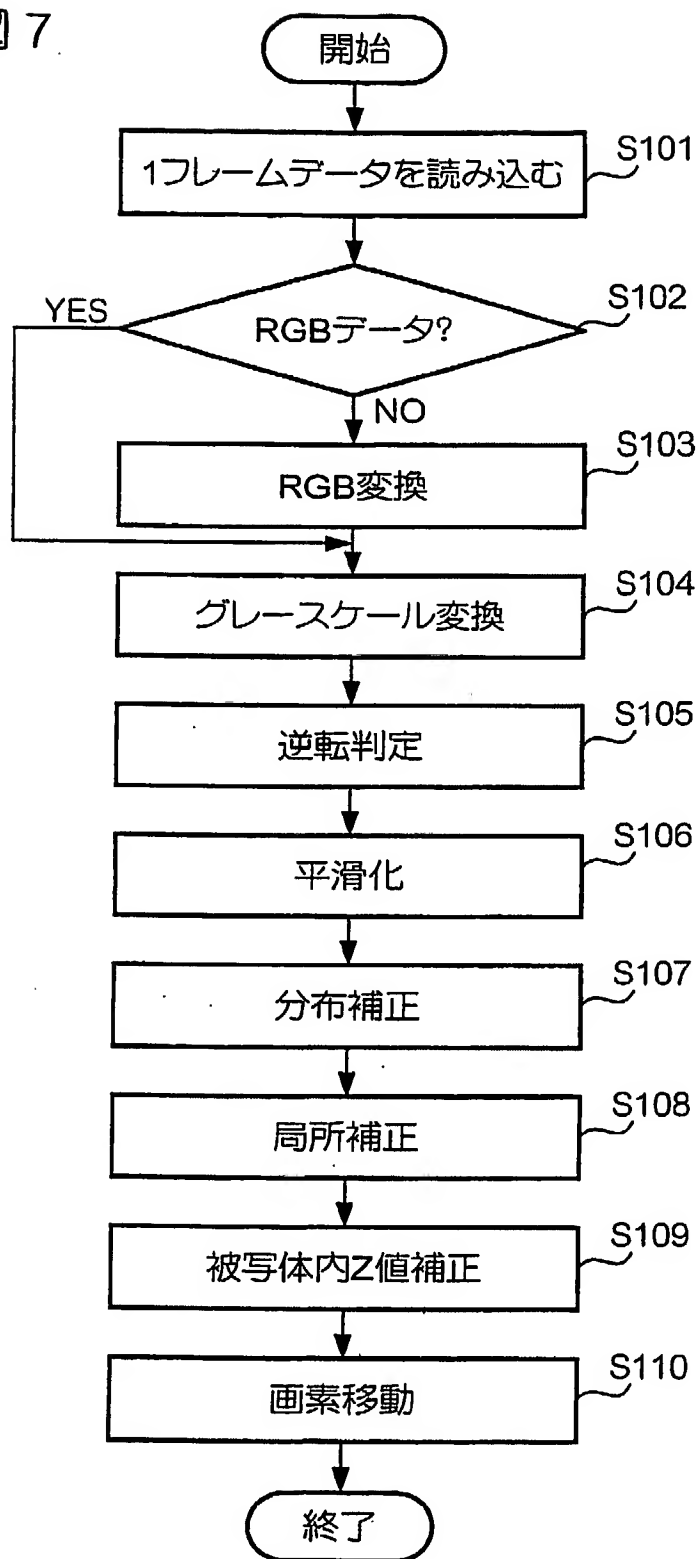 図 7
開始
1フレームデータを読み込む
S101
RGBデータ?
S102
YES
NO
RGB変換
S103
グレースケール変換
S104
逆転判定
S105
平滑化
S106
分布補正
S107
局所補正
S108
被写体内Z値補正
S109
画素移動
S110
終了